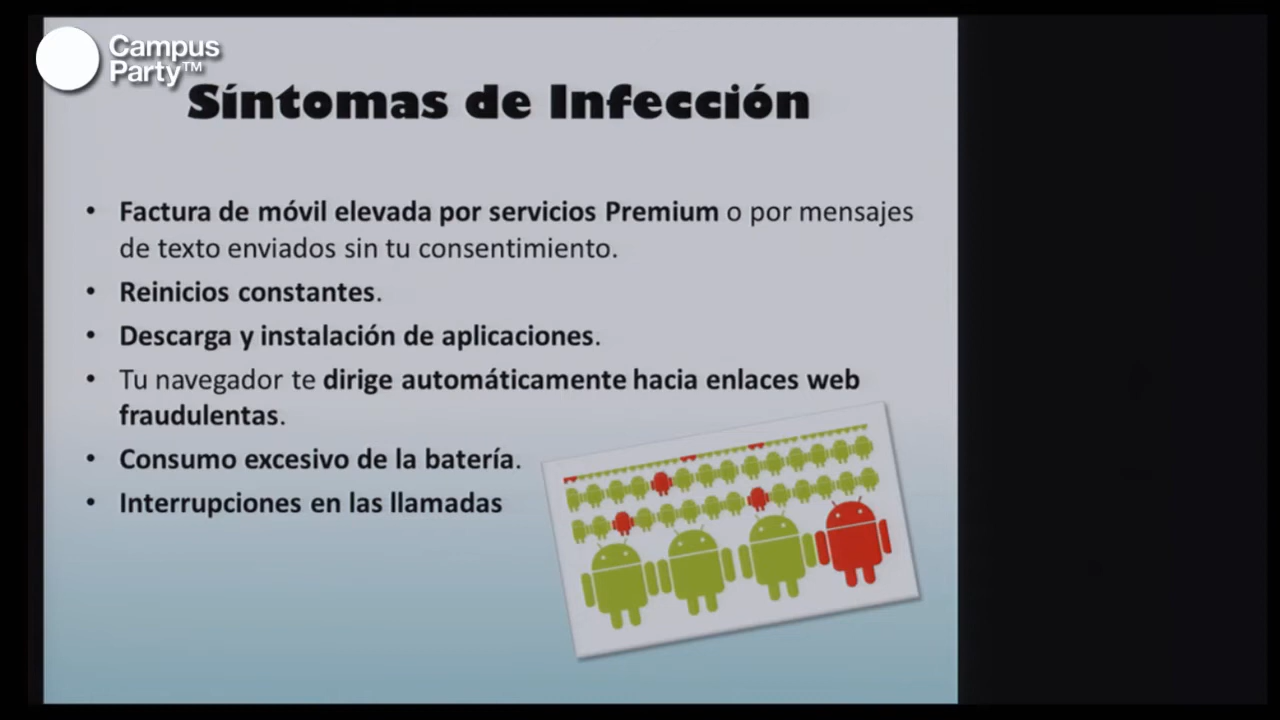 Campus
Party™
Síntomas de Infección
• Factura de móvil elevada por servicios Premium o por mensajes
de texto enviados sin tu consentimiento.
• Reinicios constantes.
• Descarga y instalación de aplicaciones.
• Tu navegador te dirige automáticamente hacia enlaces web
fraudulentas.
• Consumo excesivo de la batería.
• Interrupciones en las llamadas